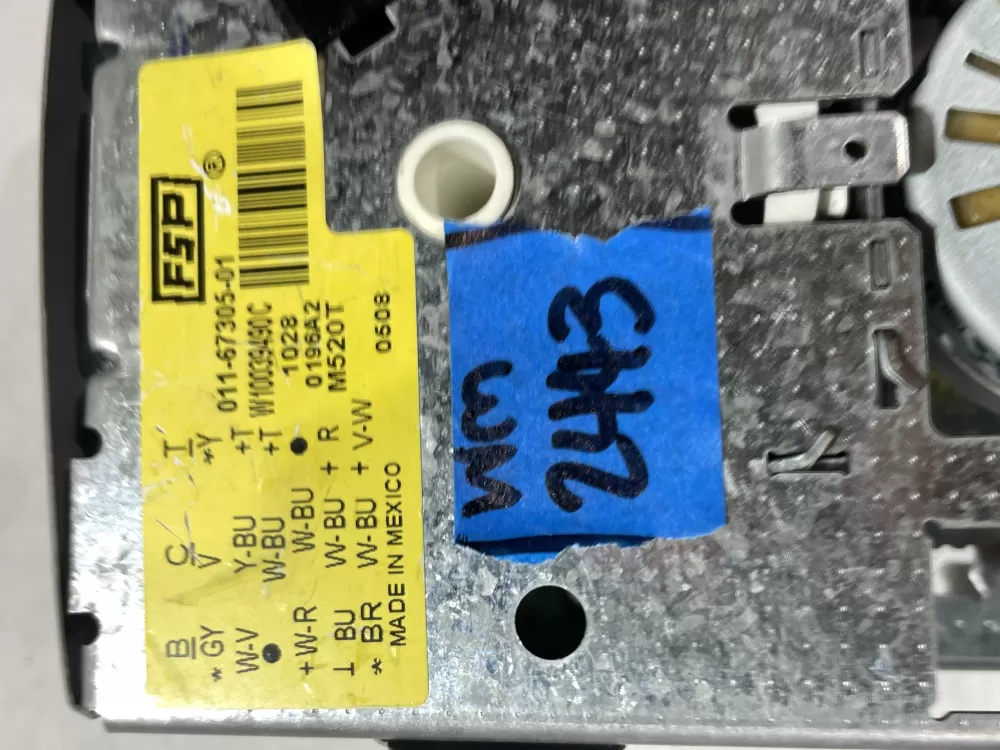 FSP ®
011-67305-01
W10039490C
1028
0196A2
M520T
0508
B C T
*GY V *Y
W-V Y-BU +T
● W-BU +T
+W-R W-BU ●
⊥ BU W-BU + R
* BR W-BU + V-W
MADE IN MEXICO
WM
2443